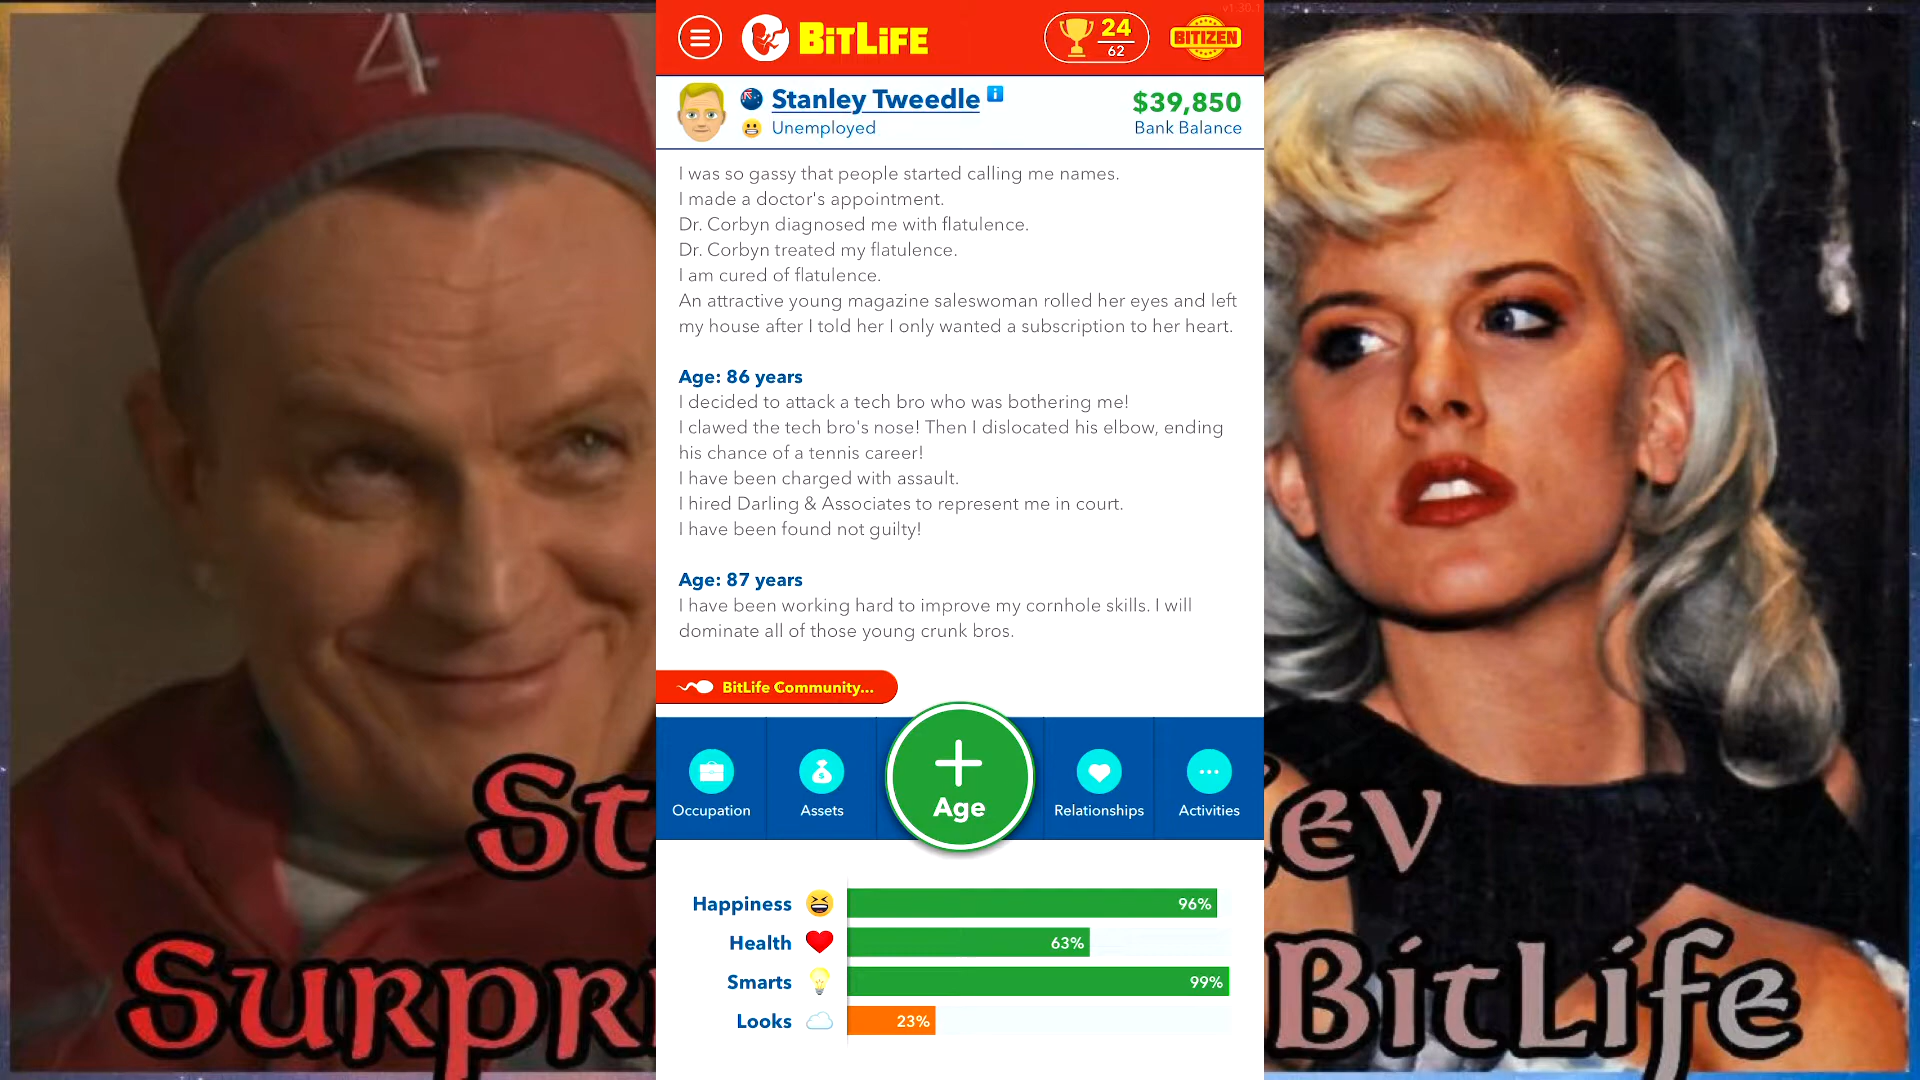 v1.30.1
BitLife
24
62
BITIZEN
4
Stanley Tweedle
$39,850
Unemployed
Bank Balance
I was so gassy that people started calling me names.
I made a doctor's appointment.
Dr. Corbyn diagnosed me with flatulence.
Dr. Corbyn treated my flatulence.
I am cured of flatulence.
An attractive young magazine saleswoman rolled her eyes and left
my house after I told her I only wanted a subscription to her heart.
Age: 86 years
I decided to attack a tech bro who was bothering me!
I clawed the tech bro's nose! Then I dislocated his elbow, ending
his chance of a tennis career!
I have been charged with assault.
I hired Darling & Associates to represent me in court.
I have been found not guilty!
Age: 87 years
I have been working hard to improve my cornhole skills. I will
dominate all of those young crunk bros.
BitLife Community...
Occupation
Assets
Age
Relationships
Activities
Happiness
96%
Health
63%
Smarts
99%
Looks
23%
St
ev
Surpri
BitLife